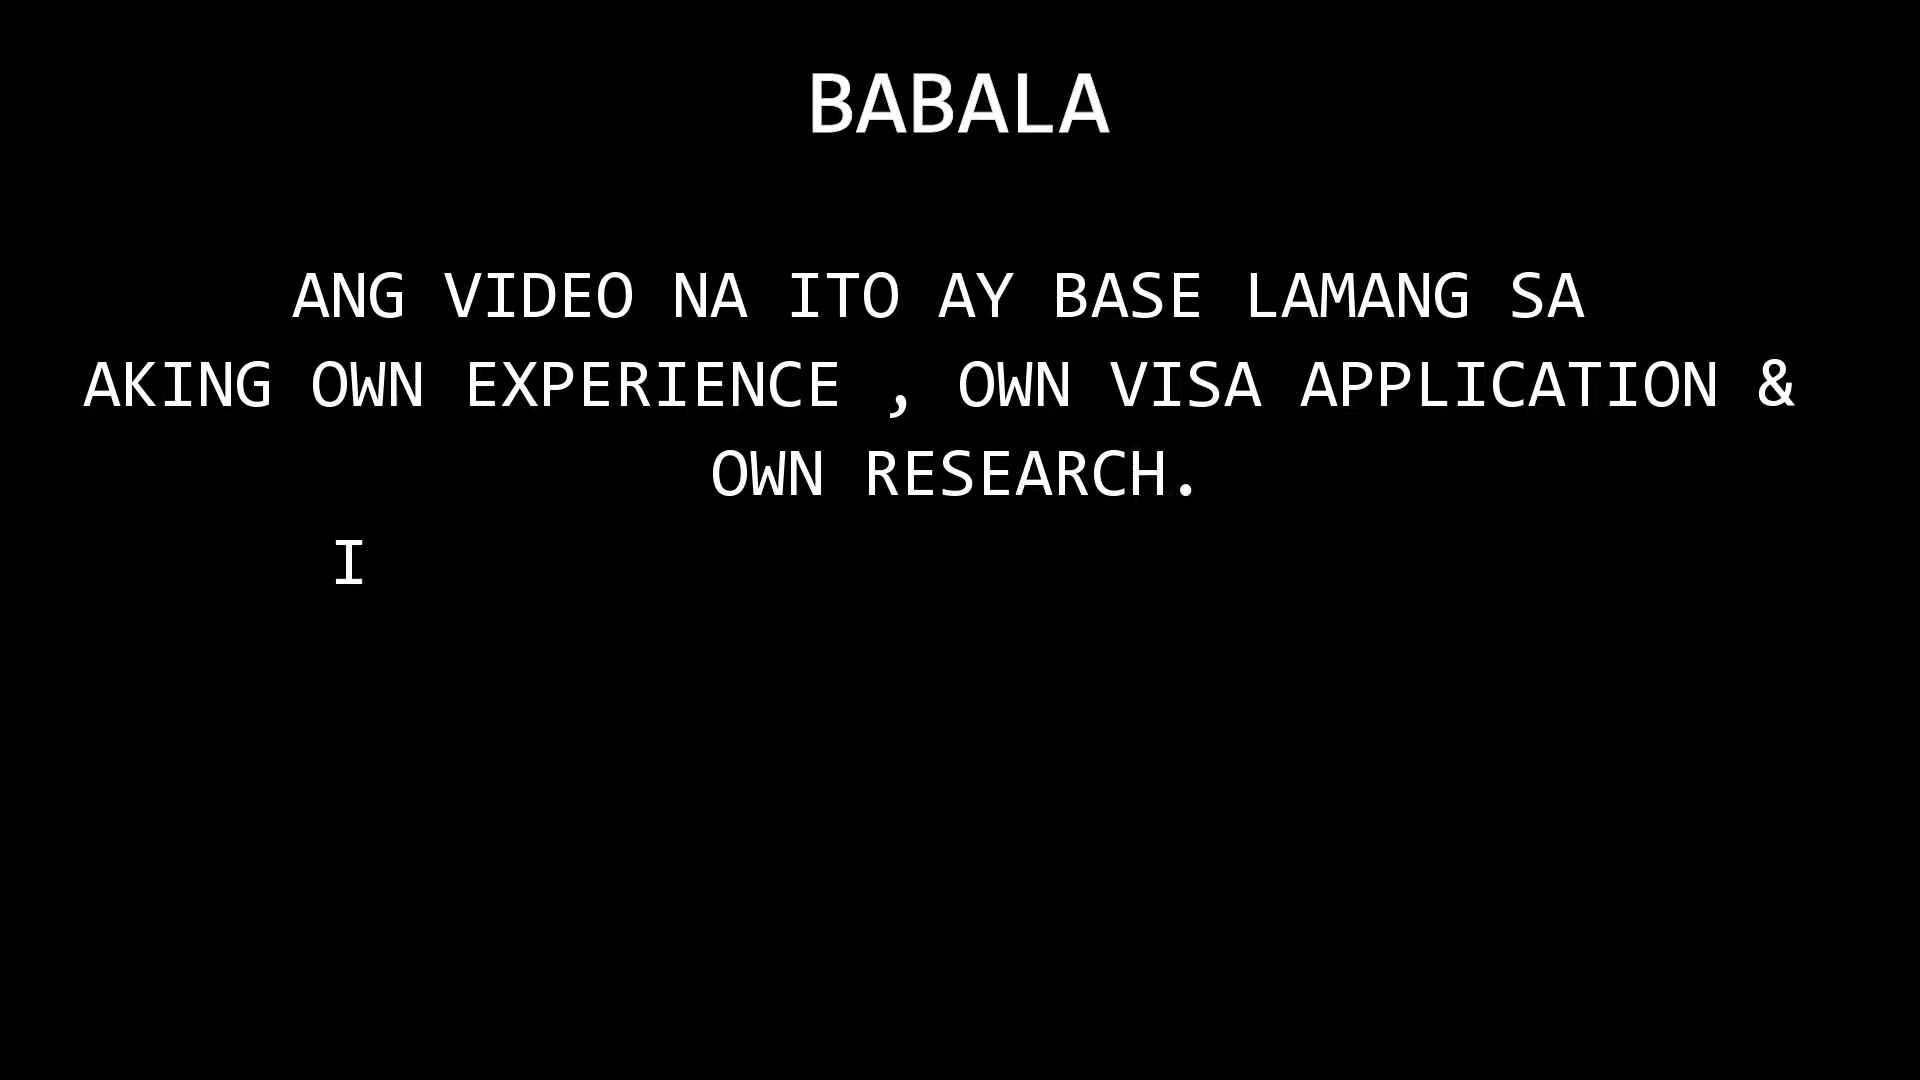 BABALA
ANG VIDEO NA ITO AY BASE LAMANG SA
AKING OWN EXPERIENCE , OWN VISA APPLICATION &
OWN RESEARCH.
I